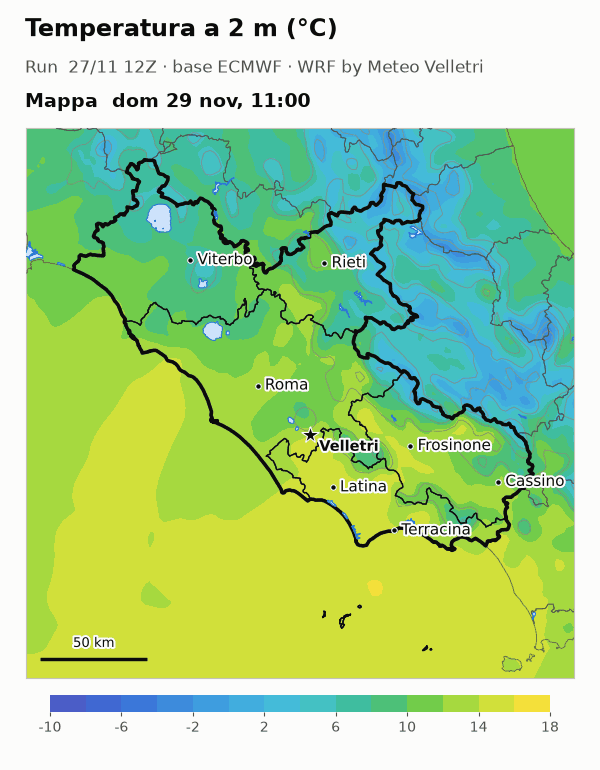 Temperatura a 2 m (°C)
Run  27/11 12Z · base ECMWF · WRF by Meteo Velletri
Mappa  dom 29 nov, 11:00
Viterbo
Rieti
Roma
Velletri
Frosinone
Cassino
Latina
Terracina
50 km
-10 -6 -2 2 6 10 14 18